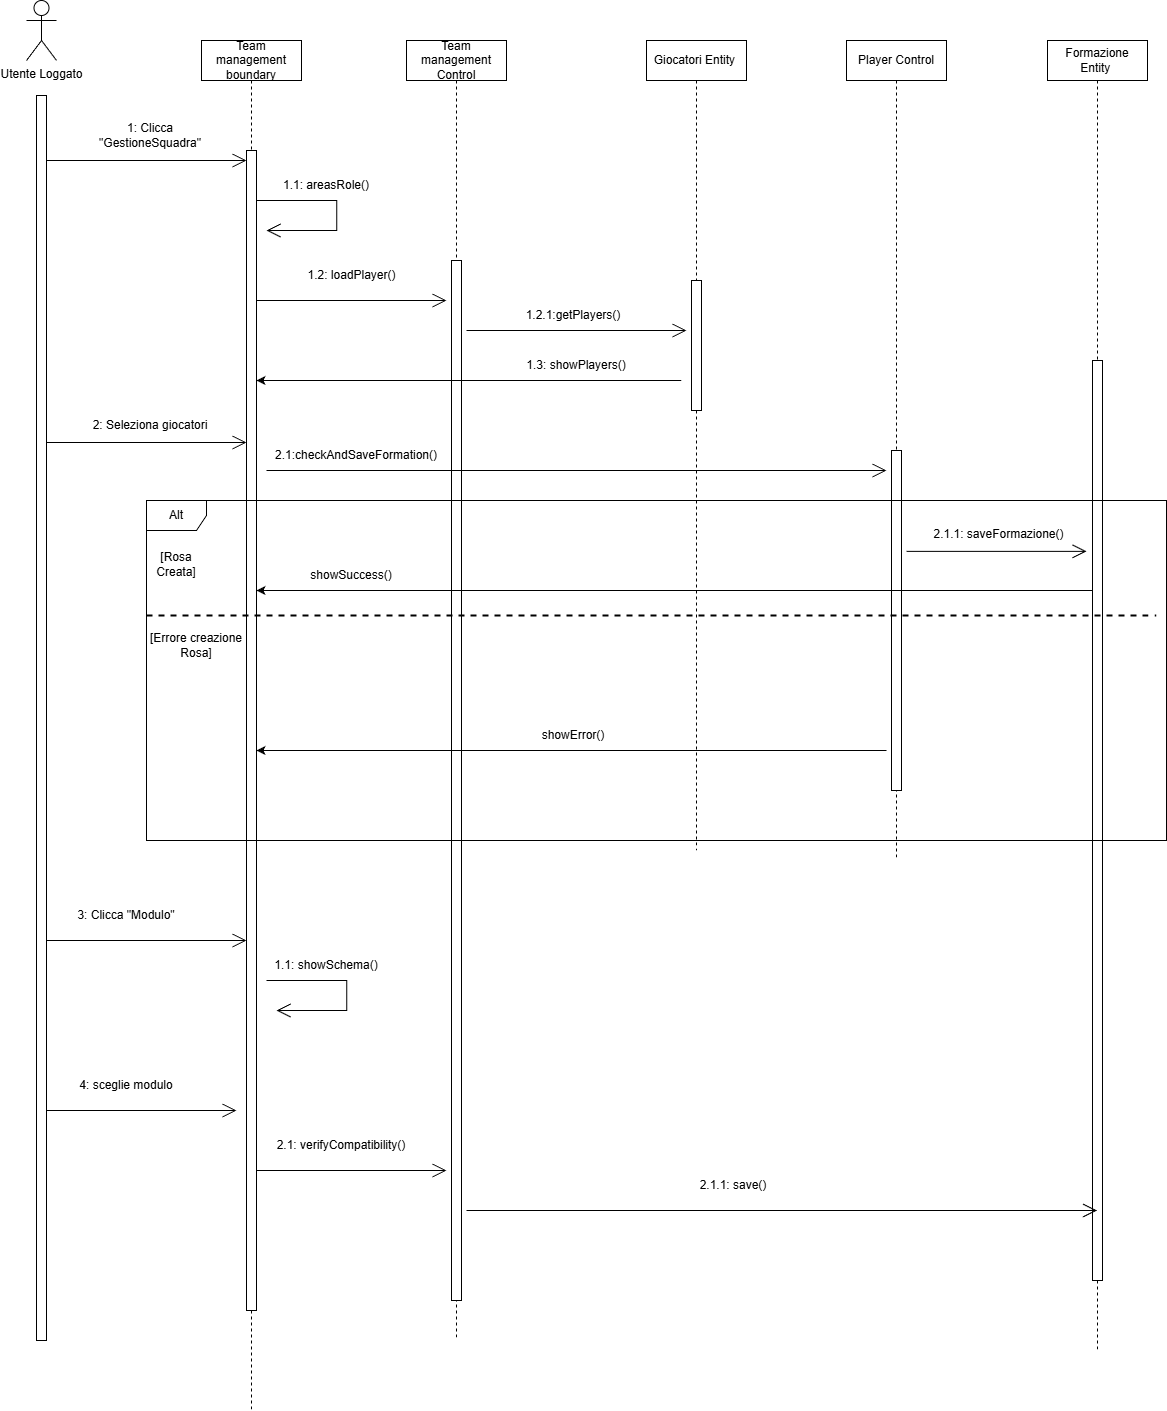 Utente Loggato
Team
management
boundary
Team
management
Control
Giocatori Entity
Player Control
Formazione
Entity
1: Clicca
"GestioneSquadra"
1.1: areasRole()
1.2: loadPlayer()
1.2.1:getPlayers()
1.3: showPlayers()
2: Seleziona giocatori
2.1:checkAndSaveFormation()
Alt
2.1.1: saveFormazione()
[Rosa
Creata]
showSuccess()
[Errore creazione
Rosa]
showError()
3: Clicca "Modulo"
1.1: showSchema()
4: sceglie modulo
2.1: verifyCompatibility()
2.1.1: save()